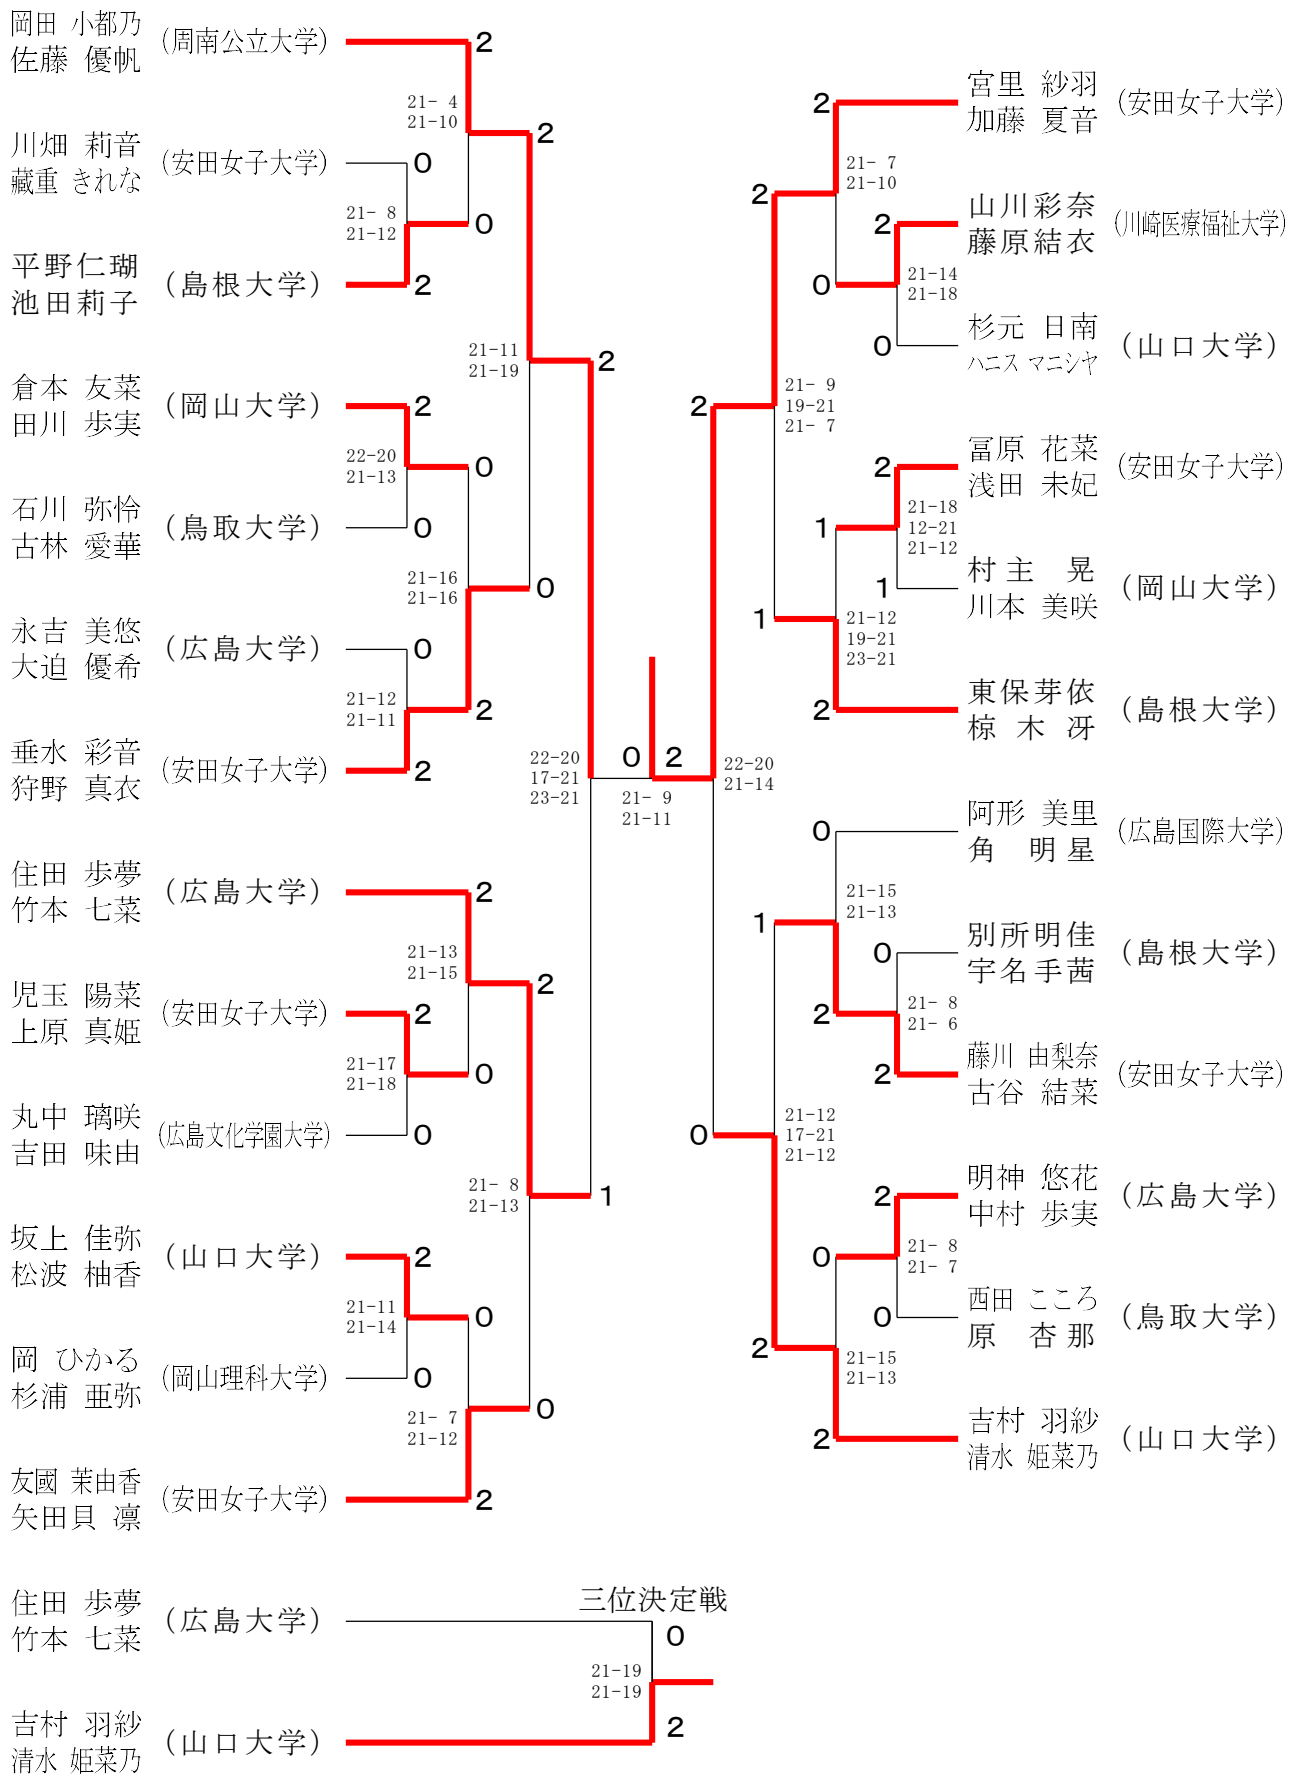 岡田 小都乃
佐藤 優帆
(周南公立大学)
2
21- 4
21-10
2
川畑 莉音
藏重 きれな
(安田女子大学)
0
21- 8
21-12
0
平野仁瑚
池田莉子
(島根大学)
2
21-11
21-19
2
倉本 友菜
田川 歩実
(岡山大学)
2
22-20
21-13
0
石川 弥怜
古林 愛華
(鳥取大学)
0
21-16
21-16
0
永吉 美悠
大迫 優希
(広島大学)
0
21-12
21-11
2
垂水 彩音
狩野 真衣
(安田女子大学)
2
22-20
17-21
23-21
0
2
21- 9
21-11
住田 歩夢
竹本 七菜
(広島大学)
2
21-13
21-15
2
児玉 陽菜
上原 真姫
(安田女子大学)
2
21-17
21-18
0
丸中 璃咲
吉田 味由
(広島文化学園大学)
0
21- 8
21-13
1
坂上 佳弥
松波 柚香
(山口大学)
2
21-11
21-14
0
岡 ひかる
杉浦 亜弥
(岡山理科大学)
0
21- 7
21-12
0
友國 茉由香
矢田貝 凛
(安田女子大学)
2
宮里 紗羽
加藤 夏音
(安田女子大学)
2
21- 7
21-10
2
山川彩奈
藤原結衣
(川崎医療福祉大学)
2
21-14
21-18
0
杉元 日南
ハニス マニシヤ
(山口大学)
0
21- 9
19-21
21- 7
2
冨原 花菜
浅田 未妃
(安田女子大学)
2
21-18
12-21
21-12
1
村主 晃
川本 美咲
(岡山大学)
1
21-12
19-21
23-21
1
東保芽依
椋木冴
(島根大学)
2
22-20
21-14
阿形 美里
角 明星
(広島国際大学)
0
21-15
21-13
1
別所明佳
宇名手茜
(島根大学)
0
21- 8
21- 6
2
藤川 由梨奈
古谷 結菜
(安田女子大学)
2
21-12
17-21
21-12
0
明神 悠花
中村 歩実
(広島大学)
2
21- 8
21- 7
0
西田 こころ
原 杏那
(鳥取大学)
0
21-15
21-13
2
吉村 羽紗
清水 姫菜乃
(山口大学)
2
三位決定戦
住田 歩夢
竹本 七菜
(広島大学)
0
21-19
21-19
吉村 羽紗
清水 姫菜乃
(山口大学)
2